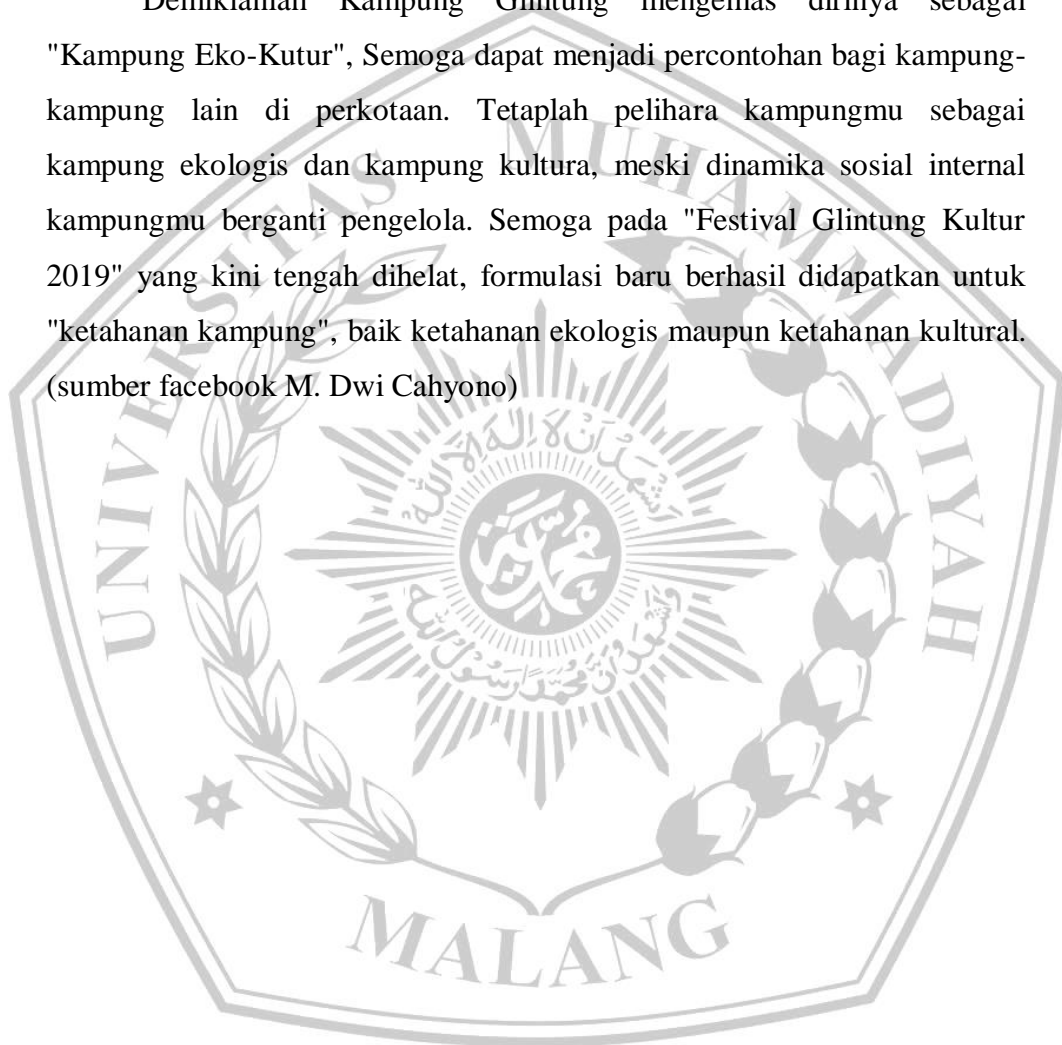 Demikianlah Kampung Glintung mengemas dirinya sebagai
"Kampung Eko-Kutur", Semoga dapat menjadi percontohan bagi kampung-
kampung lain di perkotaan. Tetaplah pelihara kampungmu sebagai
kampung ekologis dan kampung kultura, meski dinamika sosial internal
kampungmu berganti pengelola. Semoga pada "Festival Glintung Kultur
2019" yang kini tengah dihelat, formulasi baru berhasil didapatkan untuk
"ketahanan kampung", baik ketahanan ekologis maupun ketahanan kultural.
(sumber facebook M. Dwi Cahyono)
UNIVERSITAS MUHAMMADIYAH
MALANG